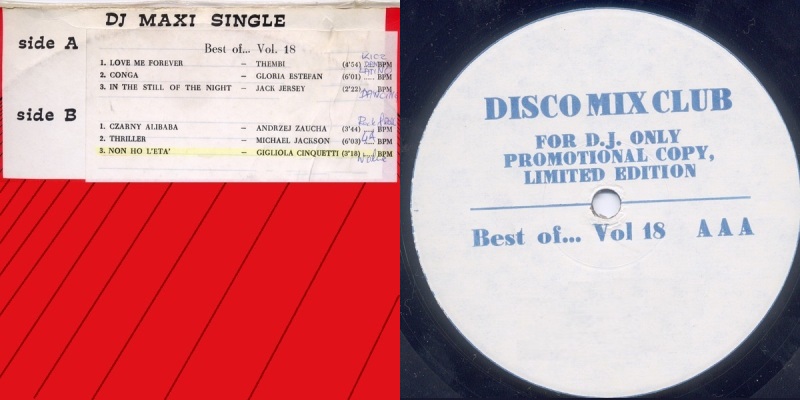 DJ MAXI SINGLE
side A
Best of... Vol. 18
1. LOVE ME FOREVER – THEMBI (4'54) BPM
2. CONGA – GLORIA ESTEFAN (6'01) ..... BPM
3. IN THE STILL OF THE NIGHT – JACK JERSEY (2'22) BPM
side B
1. CZARNY ALIBABA – ANDRZEJ ZAUCHA (3'44) BPM
2. THRILLER – MICHAEL JACKSON (6'03) BPM
3. NON HO L'ETA' – GIGLIOLA CINQUETTI (3'18) ..... BPM
DISCO MIX CLUB
FOR D.J. ONLY
PROMOTIONAL COPY,
LIMITED EDITION
Best of... Vol 18 AAA